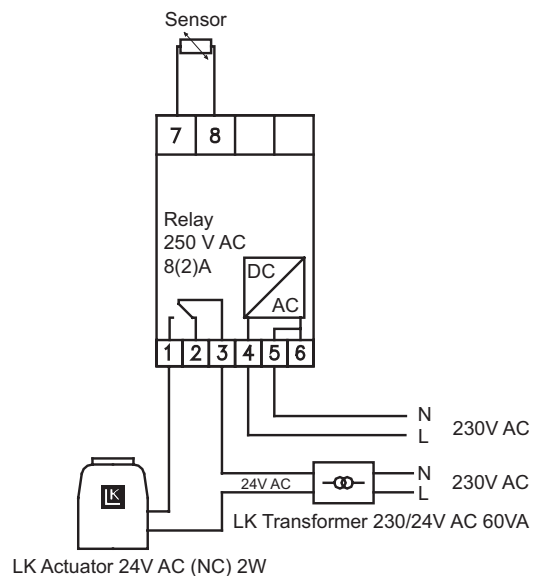 Sensor
7 8
Relay
250 V AC
8(2)A
DC
AC
1 2 3 4 5 6
N
L
230V AC
24V AC
N
L
230V AC
LK Transformer 230/24V AC 60VA
LK
LK Actuator 24V AC (NC) 2W